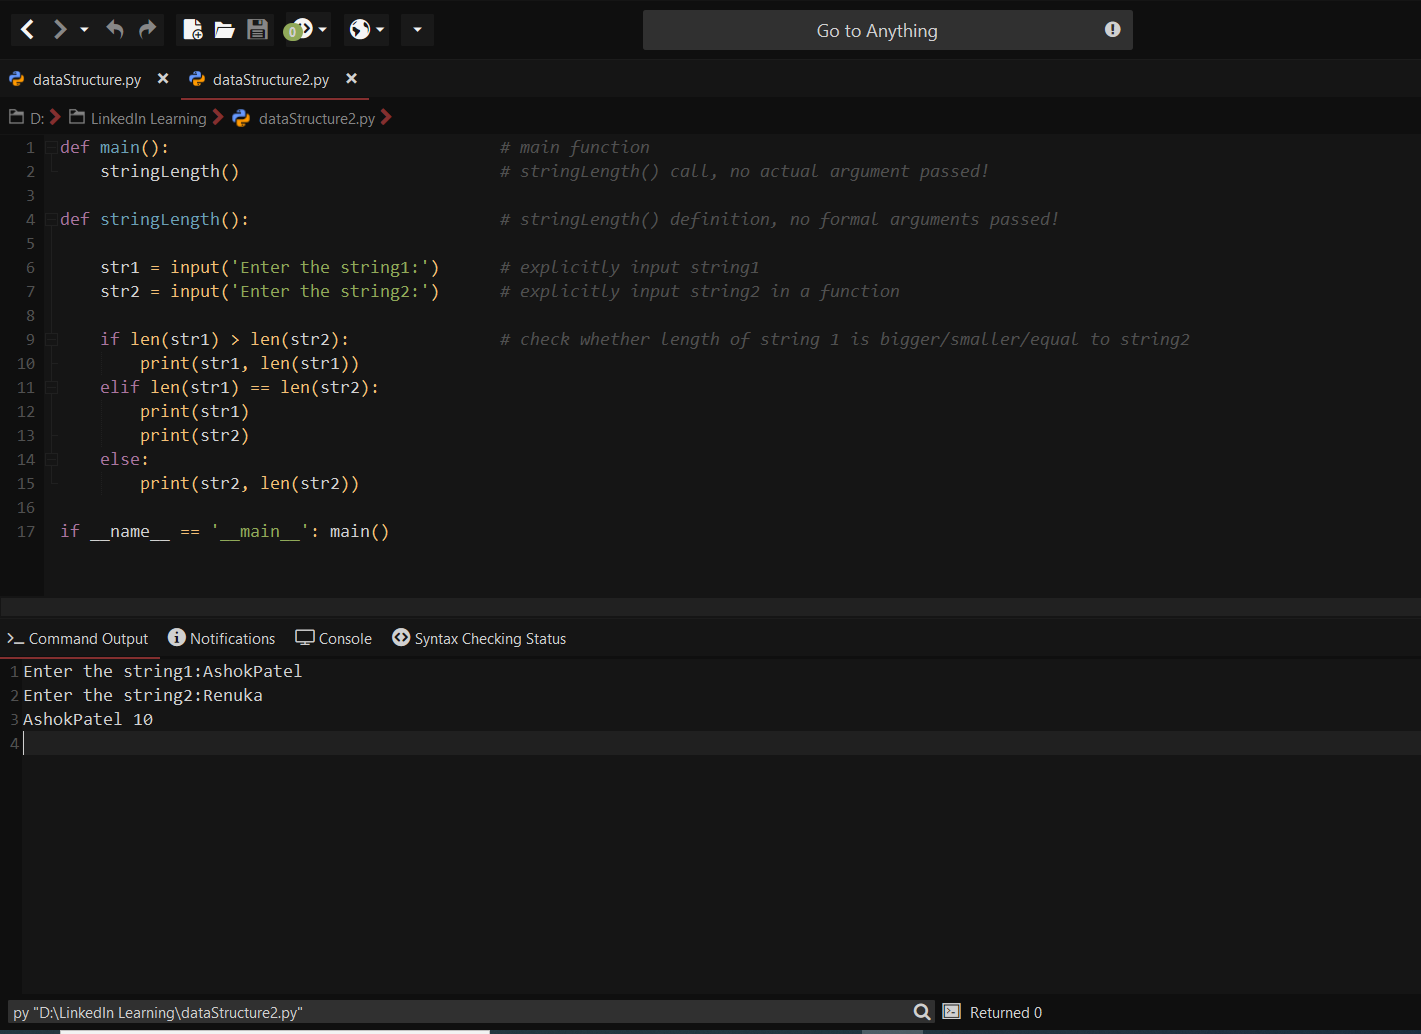 0
Go to Anything
dataStructure.py
dataStructure2.py
D: LinkedIn Learning dataStructure2.py
1 def main(): # main function
2 stringLength() # stringLength() call, no actual argument passed!
3
4 def stringLength(): # stringLength() definition, no formal arguments passed!
5
6 str1 = input('Enter the string1:') # explicitly input string1
7 str2 = input('Enter the string2:') # explicitly input string2 in a function
8
9 if len(str1) > len(str2): # check whether length of string 1 is bigger/smaller/equal to string2
10 print(str1, len(str1))
11 elif len(str1) == len(str2):
12 print(str1)
13 print(str2)
14 else:
15 print(str2, len(str2))
16
17 if __name__ == '__main__': main()
Command Output Notifications Console Syntax Checking Status
1 Enter the string1:AshokPatel
2 Enter the string2:Renuka
3 AshokPatel 10
4
py "D:\LinkedIn Learning\dataStructure2.py" Returned 0